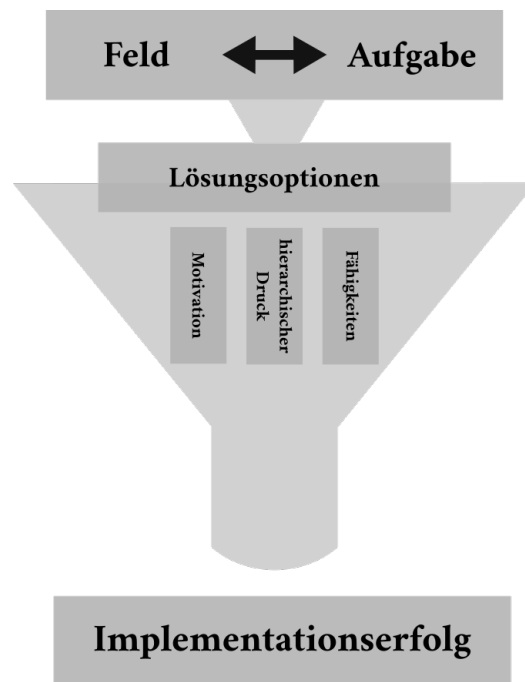 Feld Aufgabe
Lösungsoptionen
Motivation
hierarchischer
Druck
Fähigkeiten
Implementationserfolg